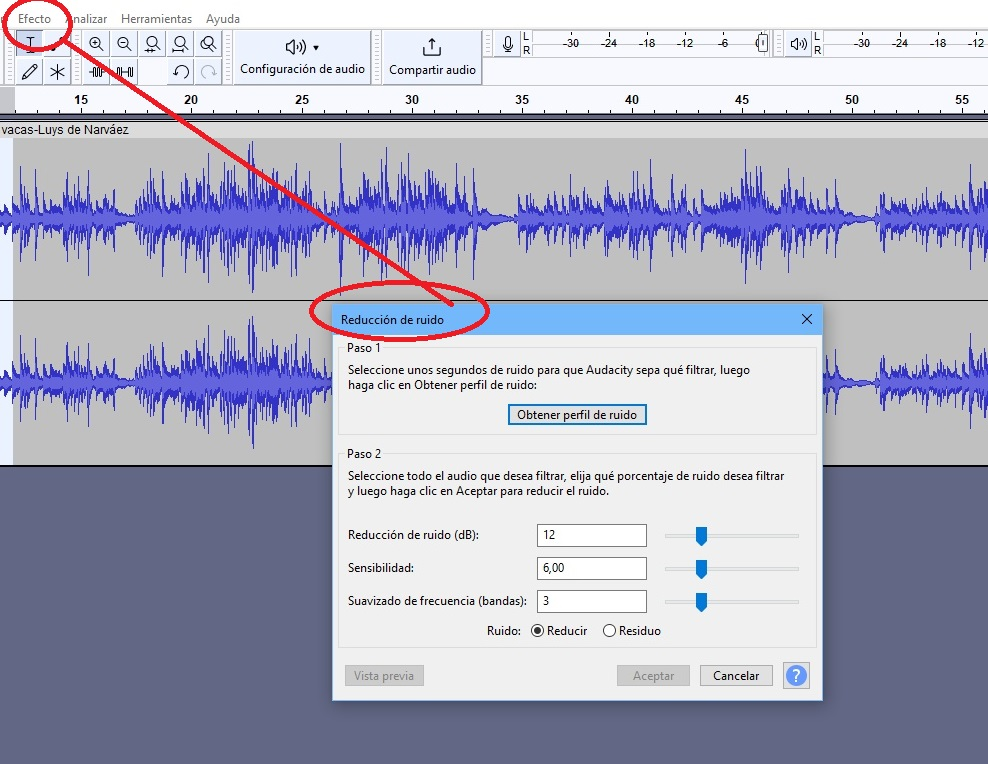 Efecto Analizar Herramientas Ayuda
Configuración de audio
Compartir audio
L
R
-30 -24 -18 -12 -6
L
R
-30 -24 -18 -12
15 20 25 30 35 40 45 50 55
vacas-Luys de Narváez
Reducción de ruido
Paso 1
Seleccione unos segundos de ruido para que Audacity sepa qué filtrar, luego
haga clic en Obtener perfil de ruido:
Obtener perfil de ruido
Paso 2
Seleccione todo el audio que desea filtrar, elija qué porcentaje de ruido desea filtrar
y luego haga clic en Aceptar para reducir el ruido.
Reducción de ruido (dB): 12
Sensibilidad: 6,00
Suavizado de frecuencia (bandas): 3
Ruido: Reducir Residuo
Vista previa Aceptar Cancelar ?